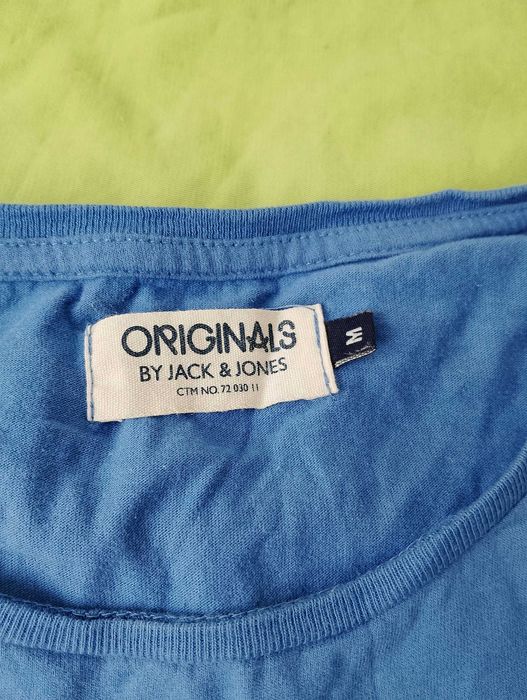 ORIGINALS
BY JACK & JONES
CTM NO. 72 030 11
M